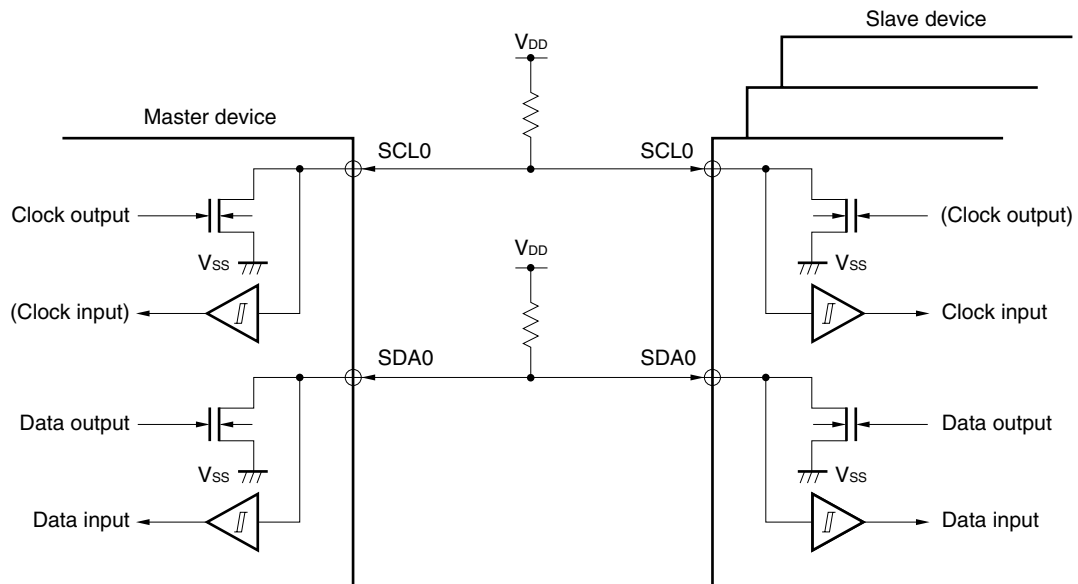 Slave device
VDD
Master device
SCL0
SCL0
Clock output
(Clock output)
VSS
VDD
VSS
(Clock input)
Clock input
SDA0
SDA0
Data output
Data output
VSS
VSS
Data input
Data input